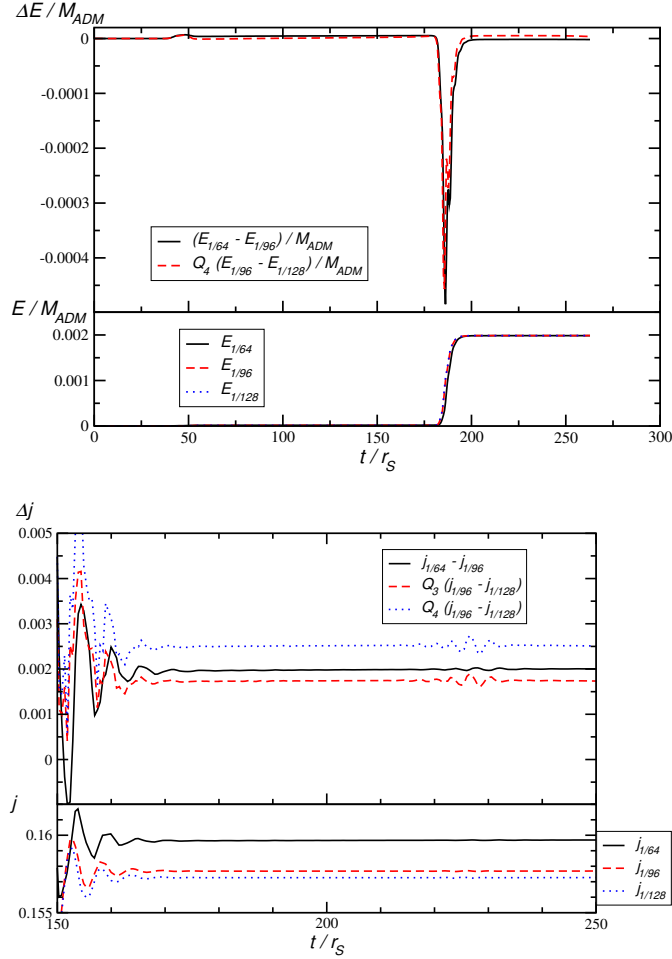 ΔE / M_ADM
0
-0.0001
-0.0002
-0.0003
-0.0004
(E_1/64 - E_1/96) / M_ADM
Q_4 (E_1/96 - E_1/128) / M_ADM
E / M_ADM
0.002
0.001
0
E_1/64
E_1/96
E_1/128
0 50 100 150 200 250 300
t / r_S
Δj
0.005
0.004
0.003
0.002
0.001
0
j_1/64 - j_1/96
Q_3 (j_1/96 - j_1/128)
Q_4 (j_1/96 - j_1/128)
j
0.16
0.155
j_1/64
j_1/96
j_1/128
150 200 250
t / r_S